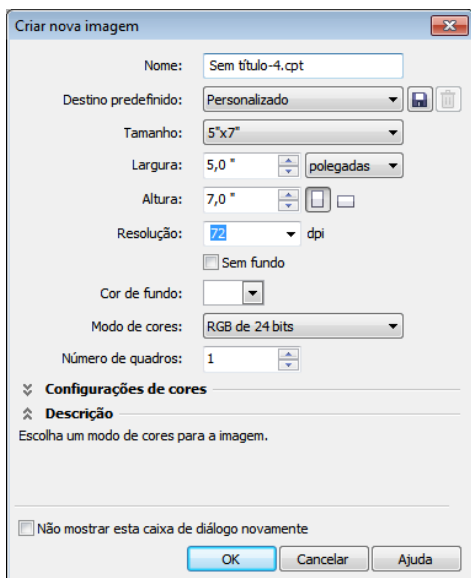 Criar nova imagem
Nome: Sem título-4.cpt
Destino predefinido: Personalizado
Tamanho: 5"x7"
Largura: 5,0 " polegadas
Altura: 7,0 "
Resolução: 72 dpi
Sem fundo
Cor de fundo:
Modo de cores: RGB de 24 bits
Número de quadros: 1
Configurações de cores
Descrição
Escolha um modo de cores para a imagem.
Não mostrar esta caixa de diálogo novamente
OK Cancelar Ajuda